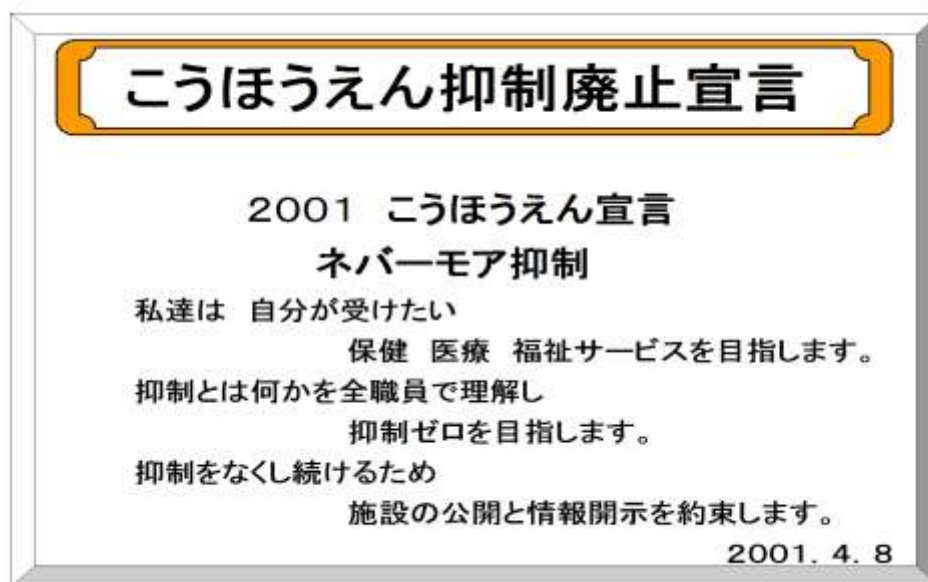 こうほうえん抑制廃止宣言
２００１　こうほうえん宣言
ネバーモア抑制
私達は　自分が受けたい
保健　医療　福祉サービスを目指します。
抑制とは何かを全職員で理解し
抑制ゼロを目指します。
抑制をなくし続けるため
施設の公開と情報開示を約束します。
２００１．４．８